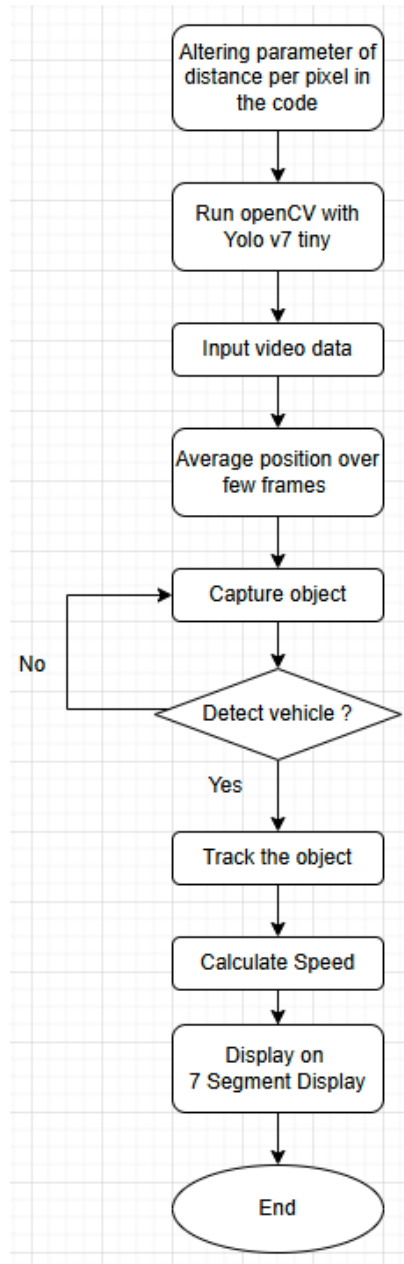 Altering parameter of
distance per pixel in
the code
Run openCV with
Yolo v7 tiny
Input video data
Average position over
few frames
Capture object
No
Detect vehicle ?
Yes
Track the object
Calculate Speed
Display on
7 Segment Display
End